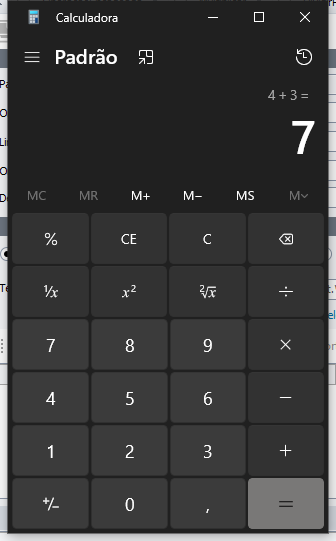 Calculadora
Padrão
4 + 3 =
7
MC MR M+ M− MS M
% CE C
¹/x x² ²√x ÷
7 8 9 ×
4 5 6 −
1 2 3 +
+/− 0 , =